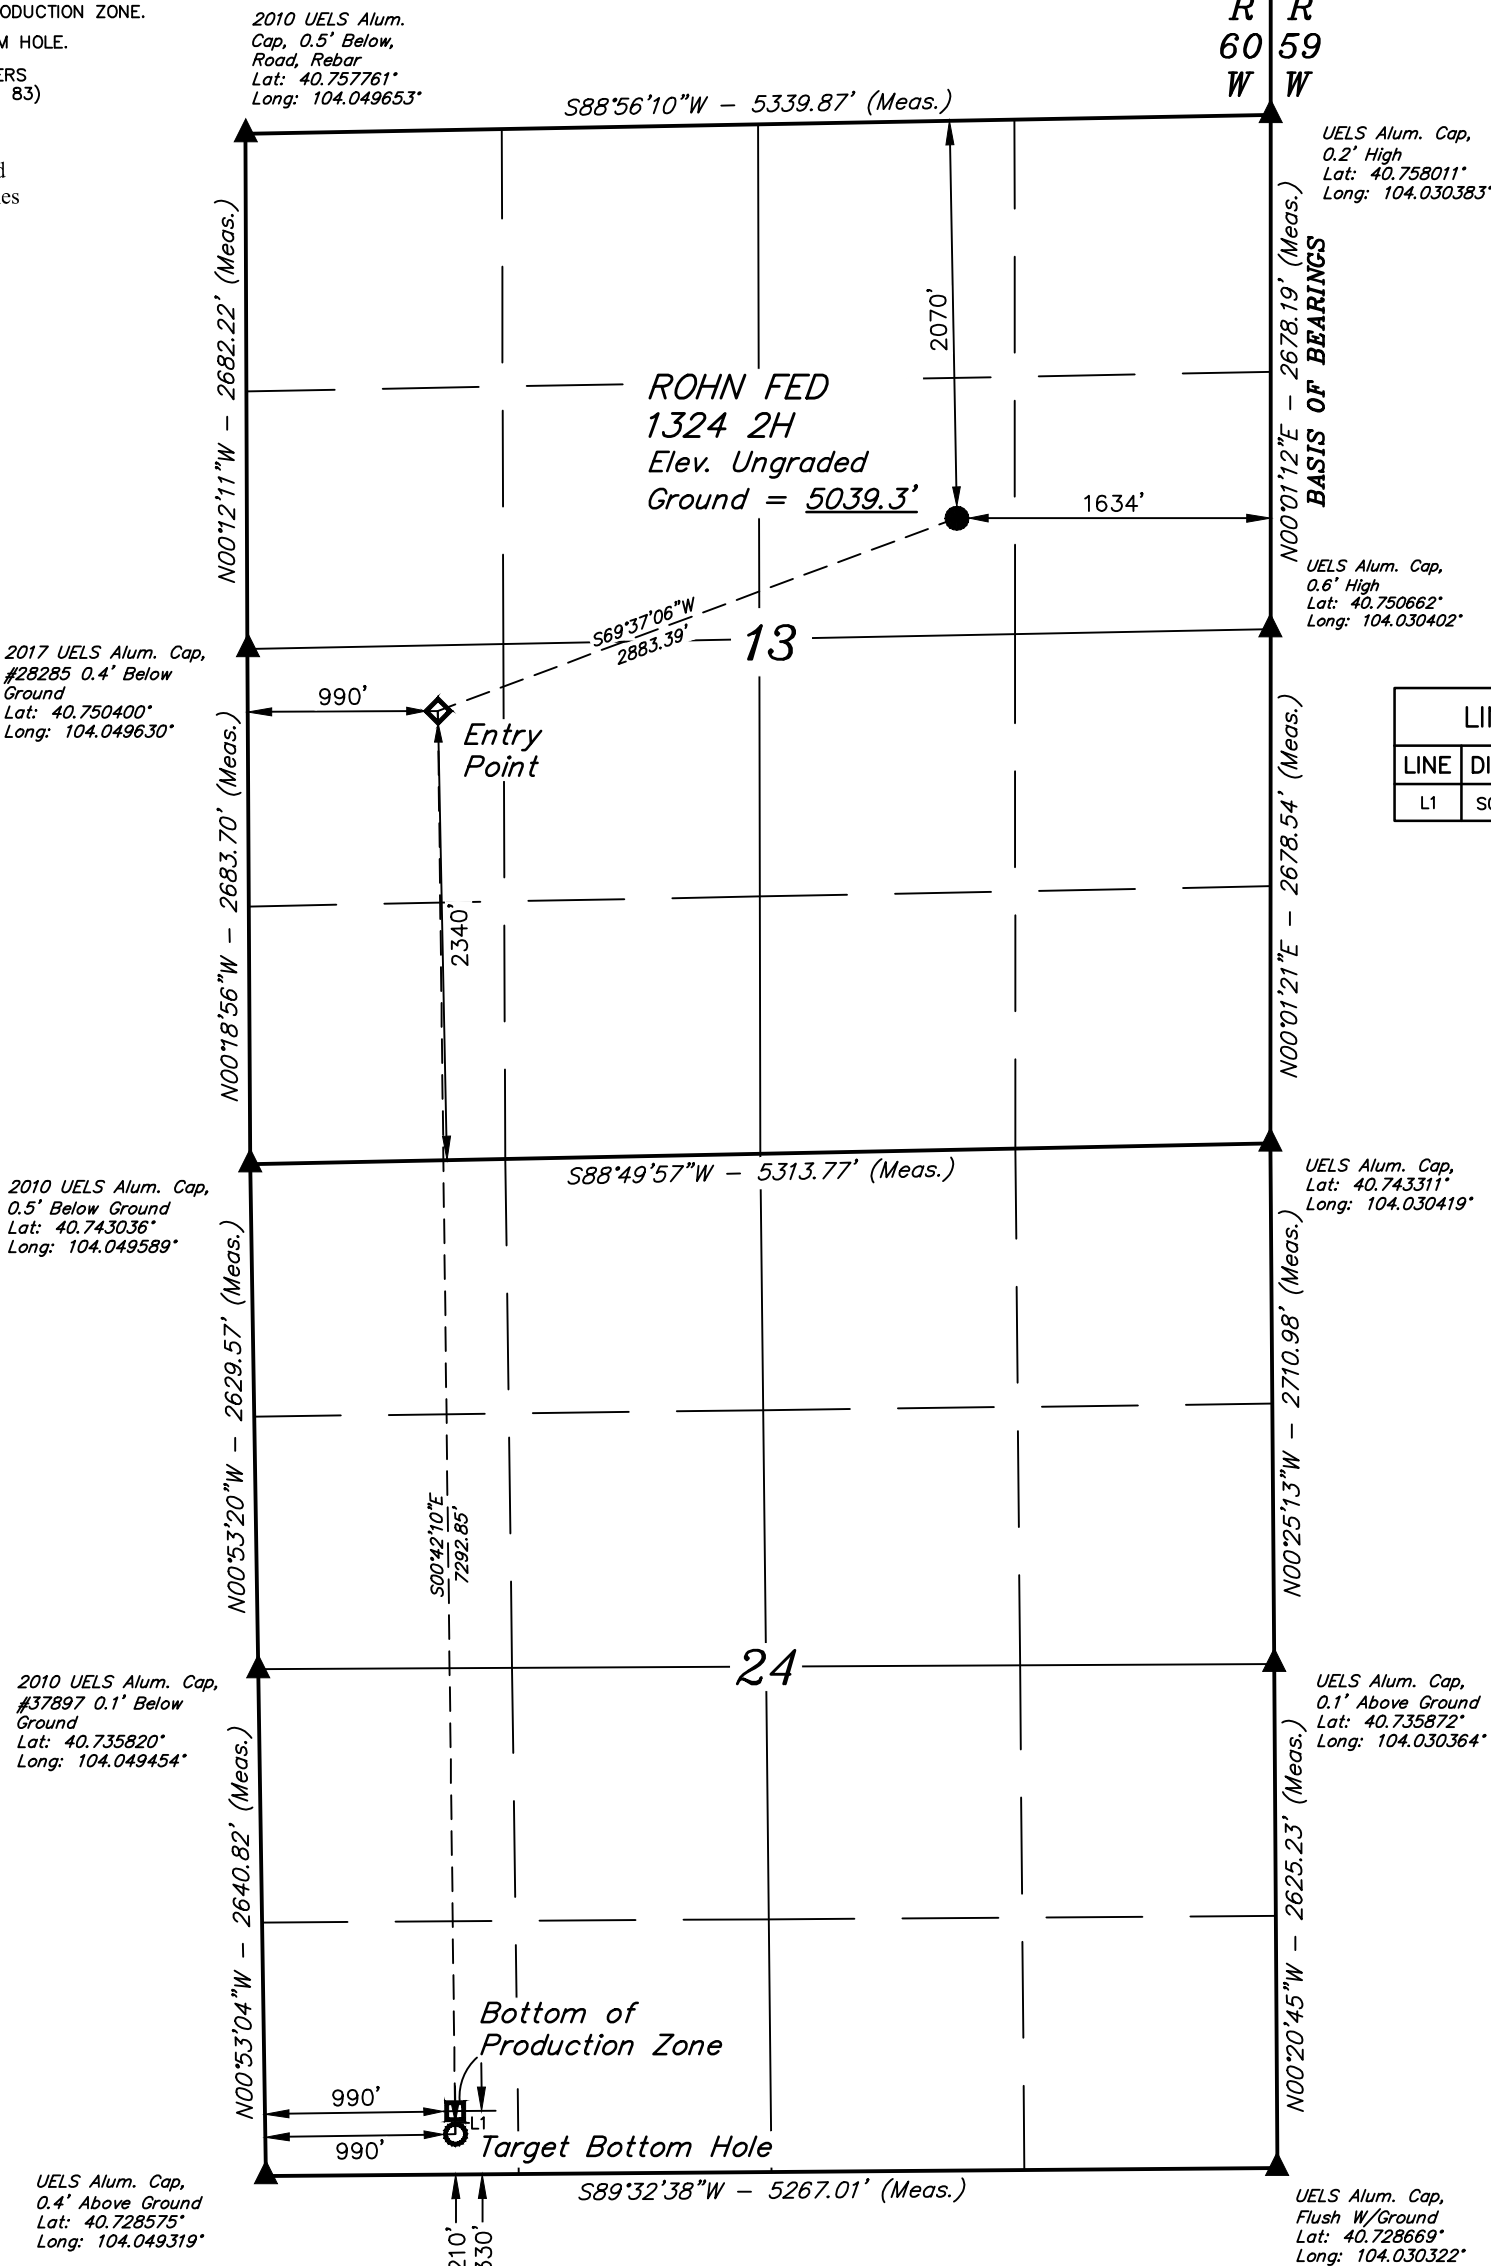 ODUCTION ZONE.
M HOLE.
ERS
83)
d
es
2010 UELS Alum.
Cap, 0.5' Below,
Road, Rebar
Lat: 40.757761°
Long: 104.049653°
R R
60 59
W W
S88°56'10"W - 5339.87' (Meas.)
UELS Alum. Cap,
0.2' High
Lat: 40.758011°
Long: 104.030383°
N00°12'11"W - 2682.22' (Meas.)
2070'
N00°01'12"E - 2678.19' (Meas.)
BASIS OF BEARINGS
ROHN FED
1324 2H
Elev. Ungraded
Ground = 5039.3'
1634'
UELS Alum. Cap,
0.6' High
Lat: 40.750662°
Long: 104.030402°
S69°37'06"W
2883.39'
13
2017 UELS Alum. Cap,
#28285 0.4' Below
Ground
Lat: 40.750400°
Long: 104.049630°
990'
Entry
Point
LI
LINE DI
L1 S
N00°18'56"W - 2683.70' (Meas.)
2340'
N00°01'21"E - 2678.54' (Meas.)
S88°49'57"W - 5313.77' (Meas.)
2010 UELS Alum. Cap,
0.5' Below Ground
Lat: 40.743036°
Long: 104.049589°
UELS Alum. Cap,
Lat: 40.743311°
Long: 104.030419°
N00°53'20"W - 2629.57' (Meas.)
S00°42'10"E
7292.85'
N00°25'13"W - 2710.98' (Meas.)
24
2010 UELS Alum. Cap,
#37897 0.1' Below
Ground
Lat: 40.735820°
Long: 104.049454°
UELS Alum. Cap,
0.1' Above Ground
Lat: 40.735872°
Long: 104.030364°
N00°53'04"W - 2640.82' (Meas.)
N00°20'45"W - 2625.23' (Meas.)
Bottom of
Production Zone
990'
L1
990'
Target Bottom Hole
S89°32'38"W - 5267.01' (Meas.)
UELS Alum. Cap,
0.4' Above Ground
Lat: 40.728575°
Long: 104.049319°
210'
330'
UELS Alum. Cap,
Flush W/Ground
Lat: 40.728669°
Long: 104.030322°